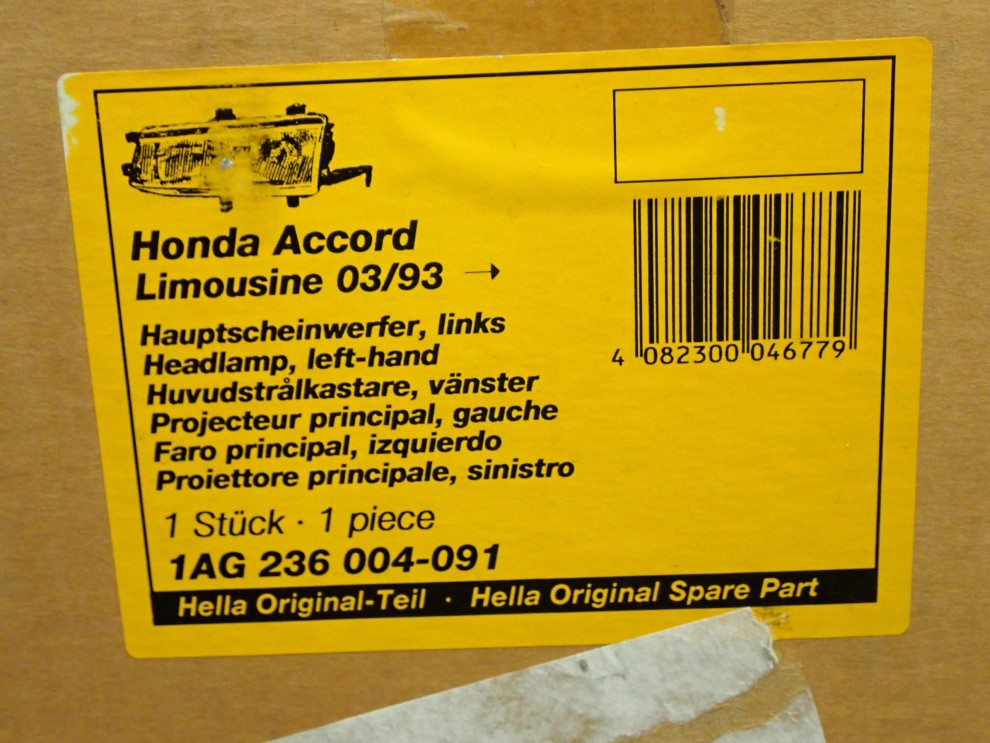 Honda Accord
Limousine 03/93 →
Hauptscheinwerfer, links
Headlamp, left-hand
Huvudstrålkastare, vänster
Projecteur principal, gauche
Faro principal, izquierdo
Proiettore principale, sinistro
1 Stück · 1 piece
1AG 236 004-091
Hella Original-Teil · Hella Original Spare Part
4 082300 046779